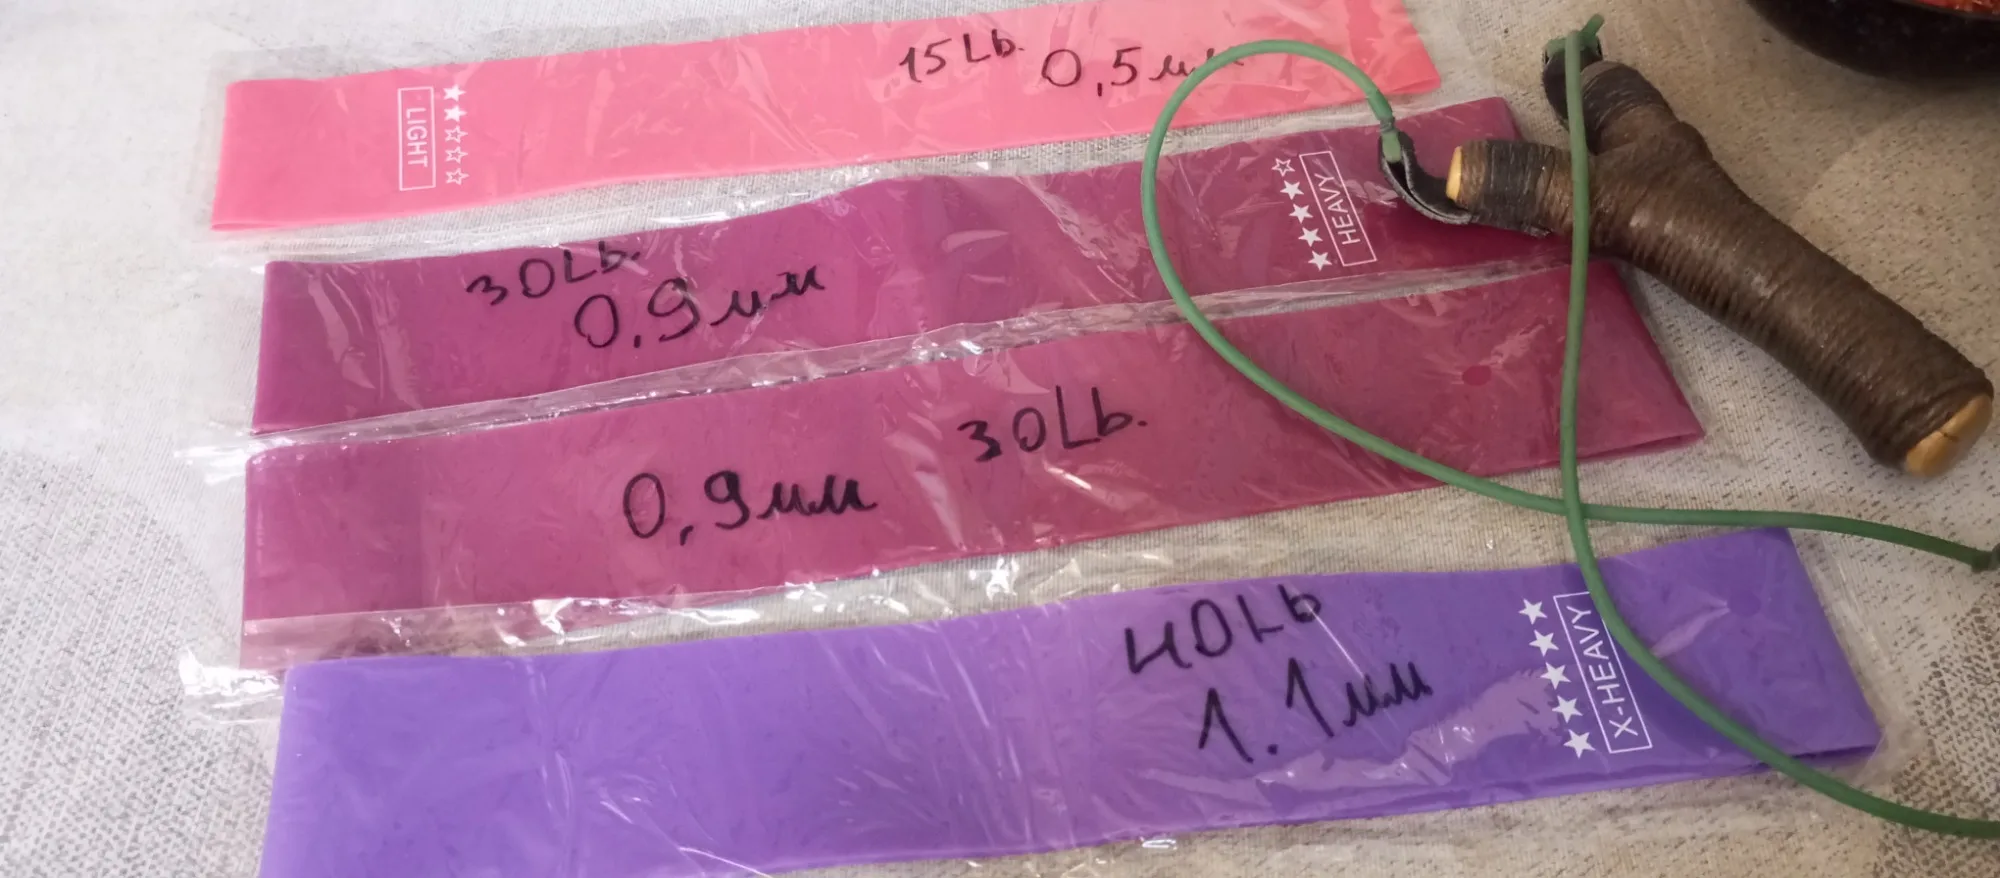 15Lb.
0,5мм
★★☆☆☆
LIGHT
30Lb.
0,9мм
☆★★★★
HEAVY
30Lb.
0,9мм
40Lb
1.1мм
★★★★★
X-HEAVY